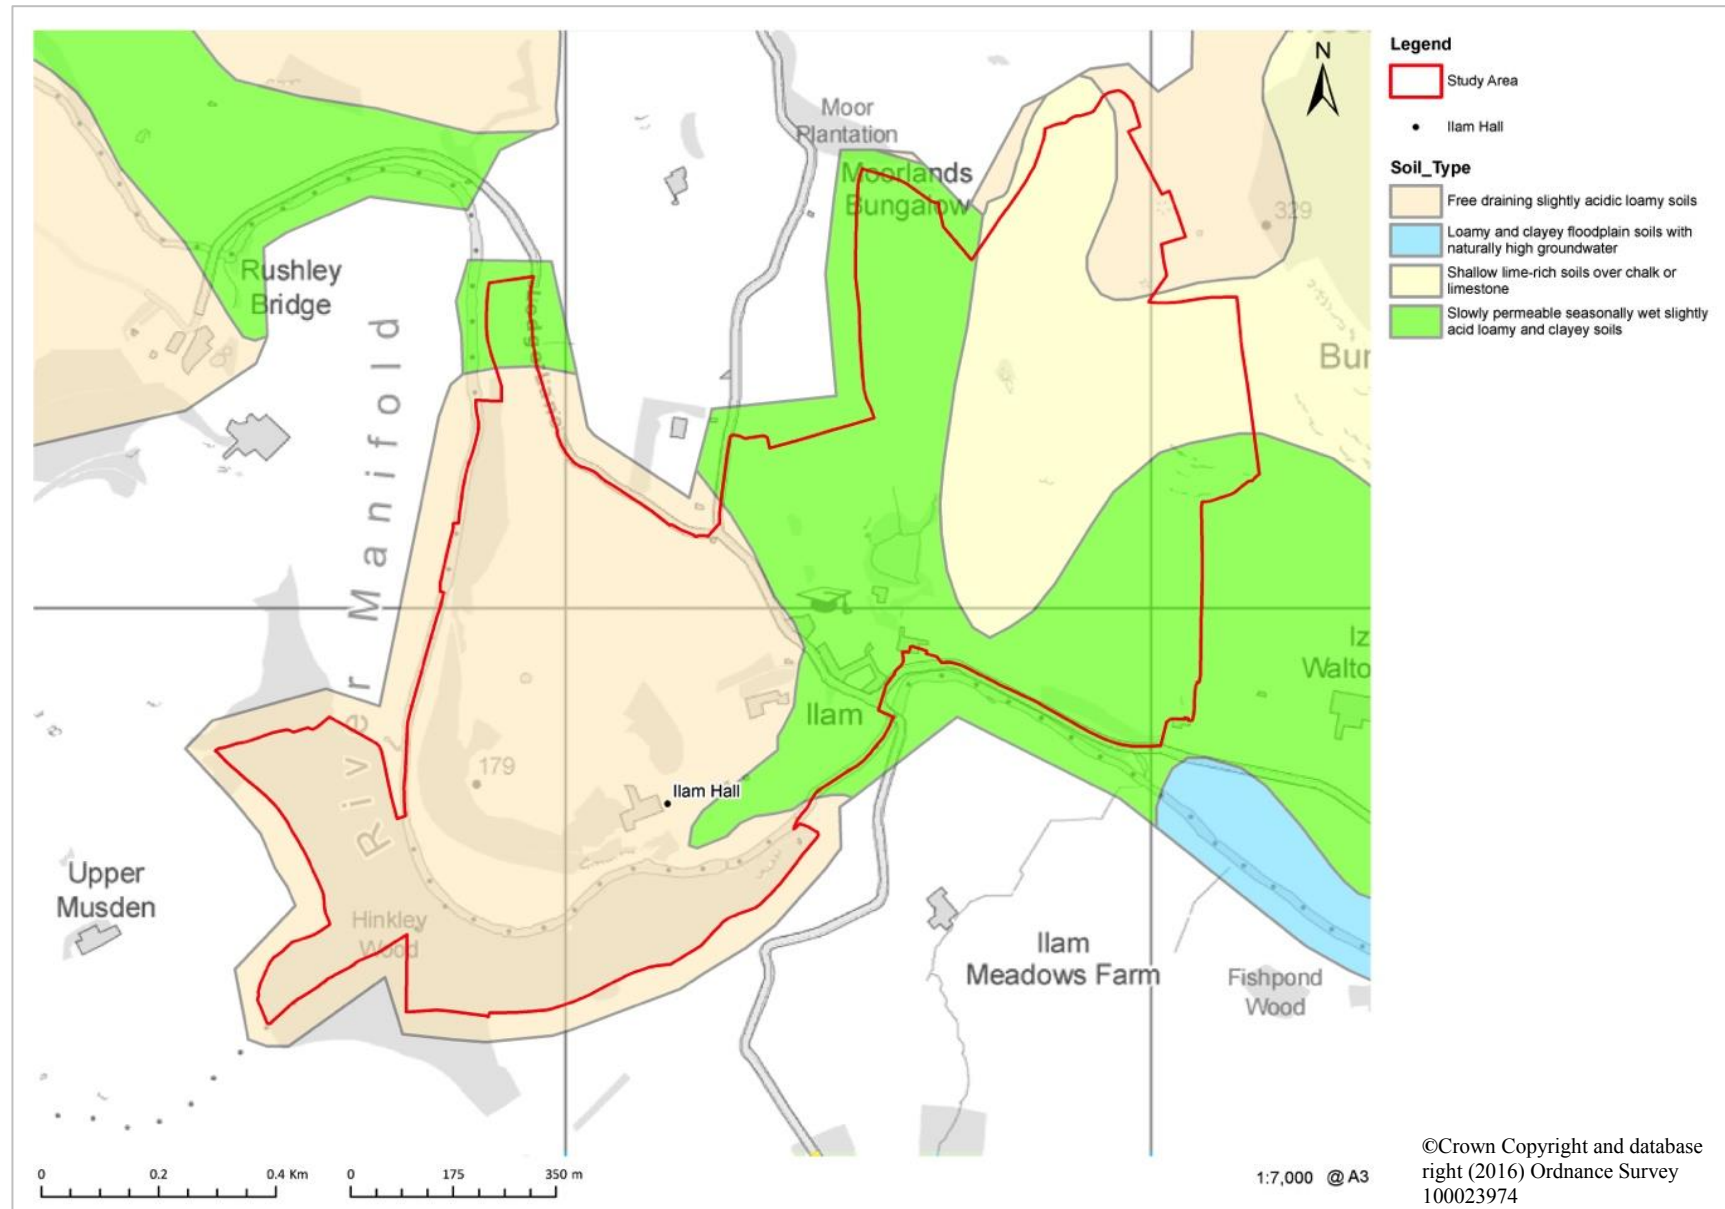 Moor
Plantation
Moorlands
Bungalow
329
Rushley
Bridge
River Manifold
Bur
Iz
Walto
Ilam
179
Ilam Hall
Upper
Musden
Hinkley
Wood
Ilam
Meadows Farm
Fishpond
Wood
N
Legend
Study Area
Ilam Hall
Soil_Type
Free draining slightly acidic loamy soils
Loamy and clayey floodplain soils with
naturally high groundwater
Shallow lime-rich soils over chalk or
limestone
Slowly permeable seasonally wet slightly
acid loamy and clayey soils
0 0.2 0.4 Km
0 175 350 m
1:7,000 @ A3
©Crown Copyright and database
right (2016) Ordnance Survey
100023974